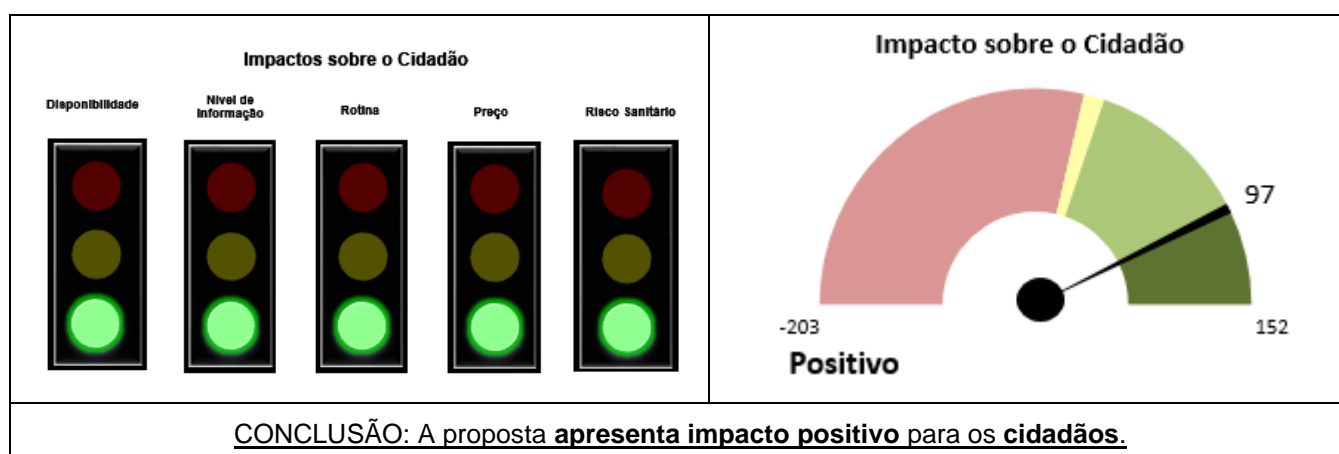 Impactos sobre o Cidadão
Disponibilidade
Nível de
Informação
Rotina
Preço
Risco Sanitário
Impacto sobre o Cidadão
97
-203
152
Positivo
CONCLUSÃO: A proposta apresenta impacto positivo para os cidadãos.